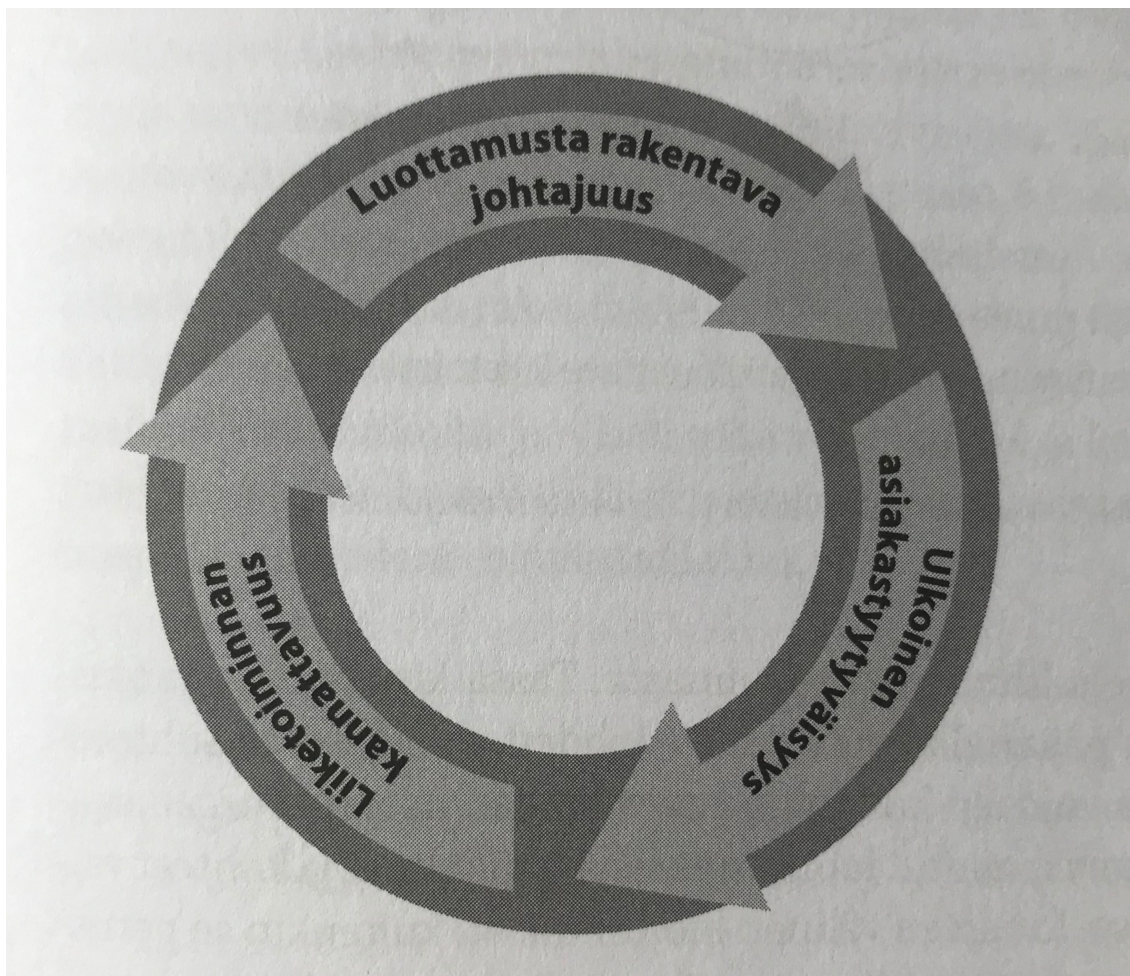 Luottamusta rakentava
johtajuus
Ulkoinen
asiakastyytyväisyys
Liiketoiminnan
kannattavuus